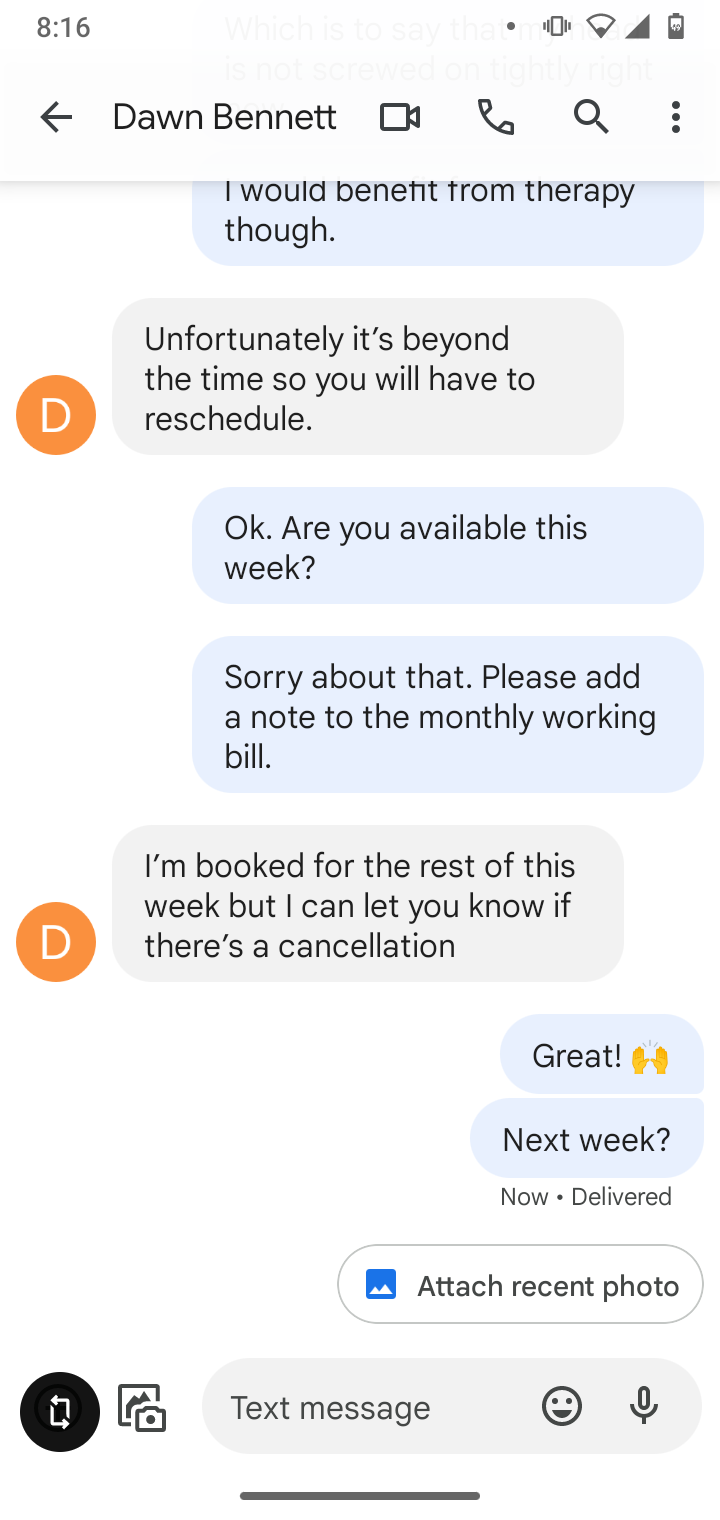 8:16
Which is to say that my head
is not screwed on tightly right
Dawn Bennett
I would benefit from therapy
though.
Unfortunately it’s beyond
the time so you will have to
reschedule.
D
Ok. Are you available this
week?
Sorry about that. Please add
a note to the monthly working
bill.
I’m booked for the rest of this
week but I can let you know if
there’s a cancellation
D
Great! 🙌
Next week?
Now • Delivered
Attach recent photo
Text message